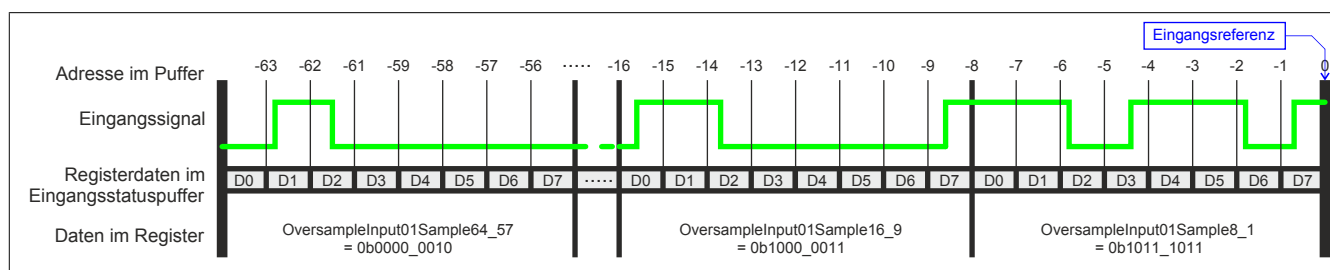 Eingangsreferenz
Adresse im Puffer -63 -62 -61 -59 -58 -57 -56 ..... -16 -15 -14 -13 -12 -11 -10 -9 -8 -7 -6 -5 -4 -3 -2 -1 0
Eingangssignal
Registerdaten im
Eingangsstatuspuffer
D0 D1 D2 D3 D4 D5 D6 D7 ..... D0 D1 D2 D3 D4 D5 D6 D7 D0 D1 D2 D3 D4 D5 D6 D7
Daten im Register
OversampleInput01Sample64_57
= 0b0000_0010
OversampleInput01Sample16_9
= 0b1000_0011
OversampleInput01Sample8_1
= 0b1011_1011